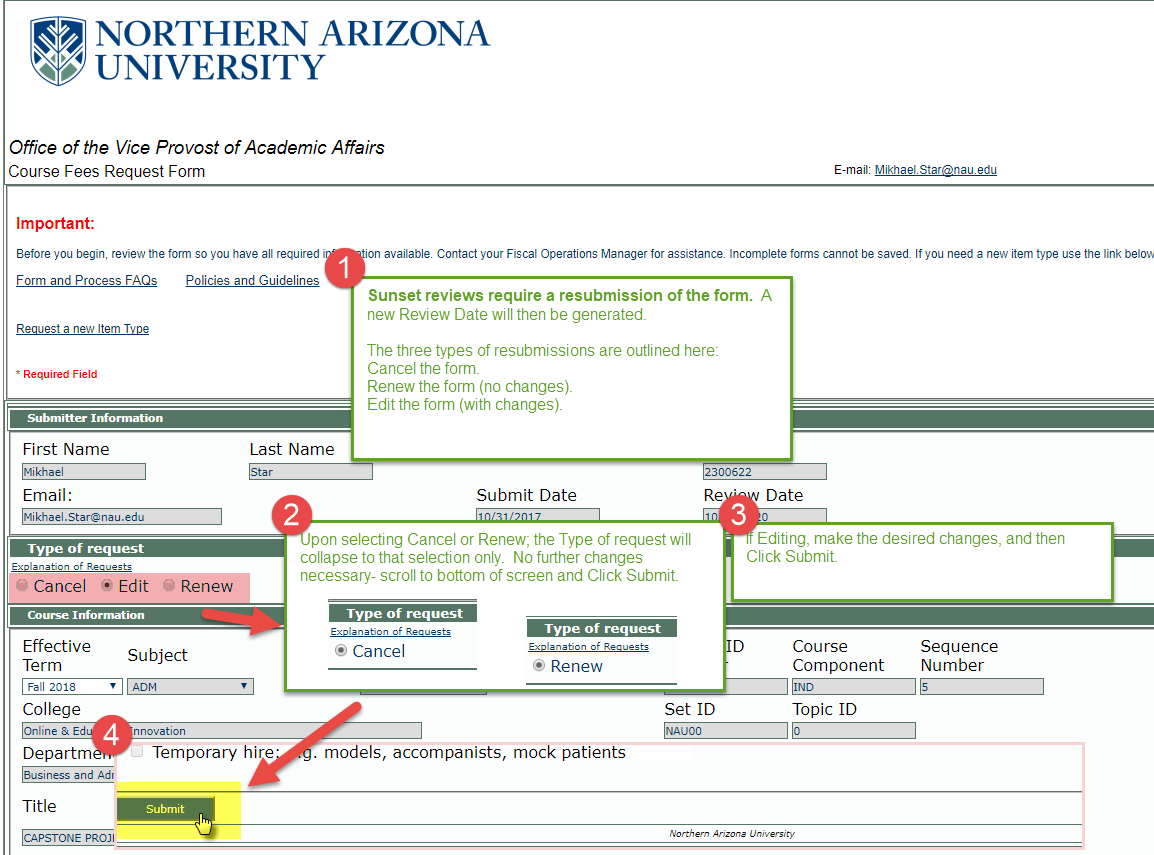 NORTHERN ARIZONA
UNIVERSITY
Office of the Vice Provost of Academic Affairs
Course Fees Request Form
E-mail: Mikhael.Star@nau.edu
Important:
Before you begin, review the form so you have all required information available. Contact your Fiscal Operations Manager for assistance. Incomplete forms cannot be saved. If you need a new item type use the link below
Form and Process FAQs Policies and Guidelines
Request a new Item Type
* Required Field
1
Sunset reviews require a resubmission of the form. A
new Review Date will then be generated.
The three types of resubmissions are outlined here:
Cancel the form.
Renew the form (no changes).
Edit the form (with changes).
Submitter Information
First Name Last Name
Mikhael Star 2300622
Email: Submit Date Review Date
Mikhael.Star@nau.edu 10/31/2017
Type of request
Explanation of Requests
Cancel Edit Renew
2
Upon selecting Cancel or Renew; the Type of request will
collapse to that selection only. No further changes
necessary- scroll to bottom of screen and Click Submit.
Type of request
Explanation of Requests
Cancel
Type of request
Explanation of Requests
Renew
3
If Editing, make the desired changes, and then
Click Submit.
Course Information
Effective
Term Subject ID Course
Component Sequence
Number
Fall 2018 ADM IND 5
College Set ID Topic ID
Online & Edu nnovation NAU00 0
4
Departmen
Business and Adr
Temporary hire: e.g. models, accompanists, mock patients
Title
CAPSTONE PROJ
Submit
Northern Arizona University